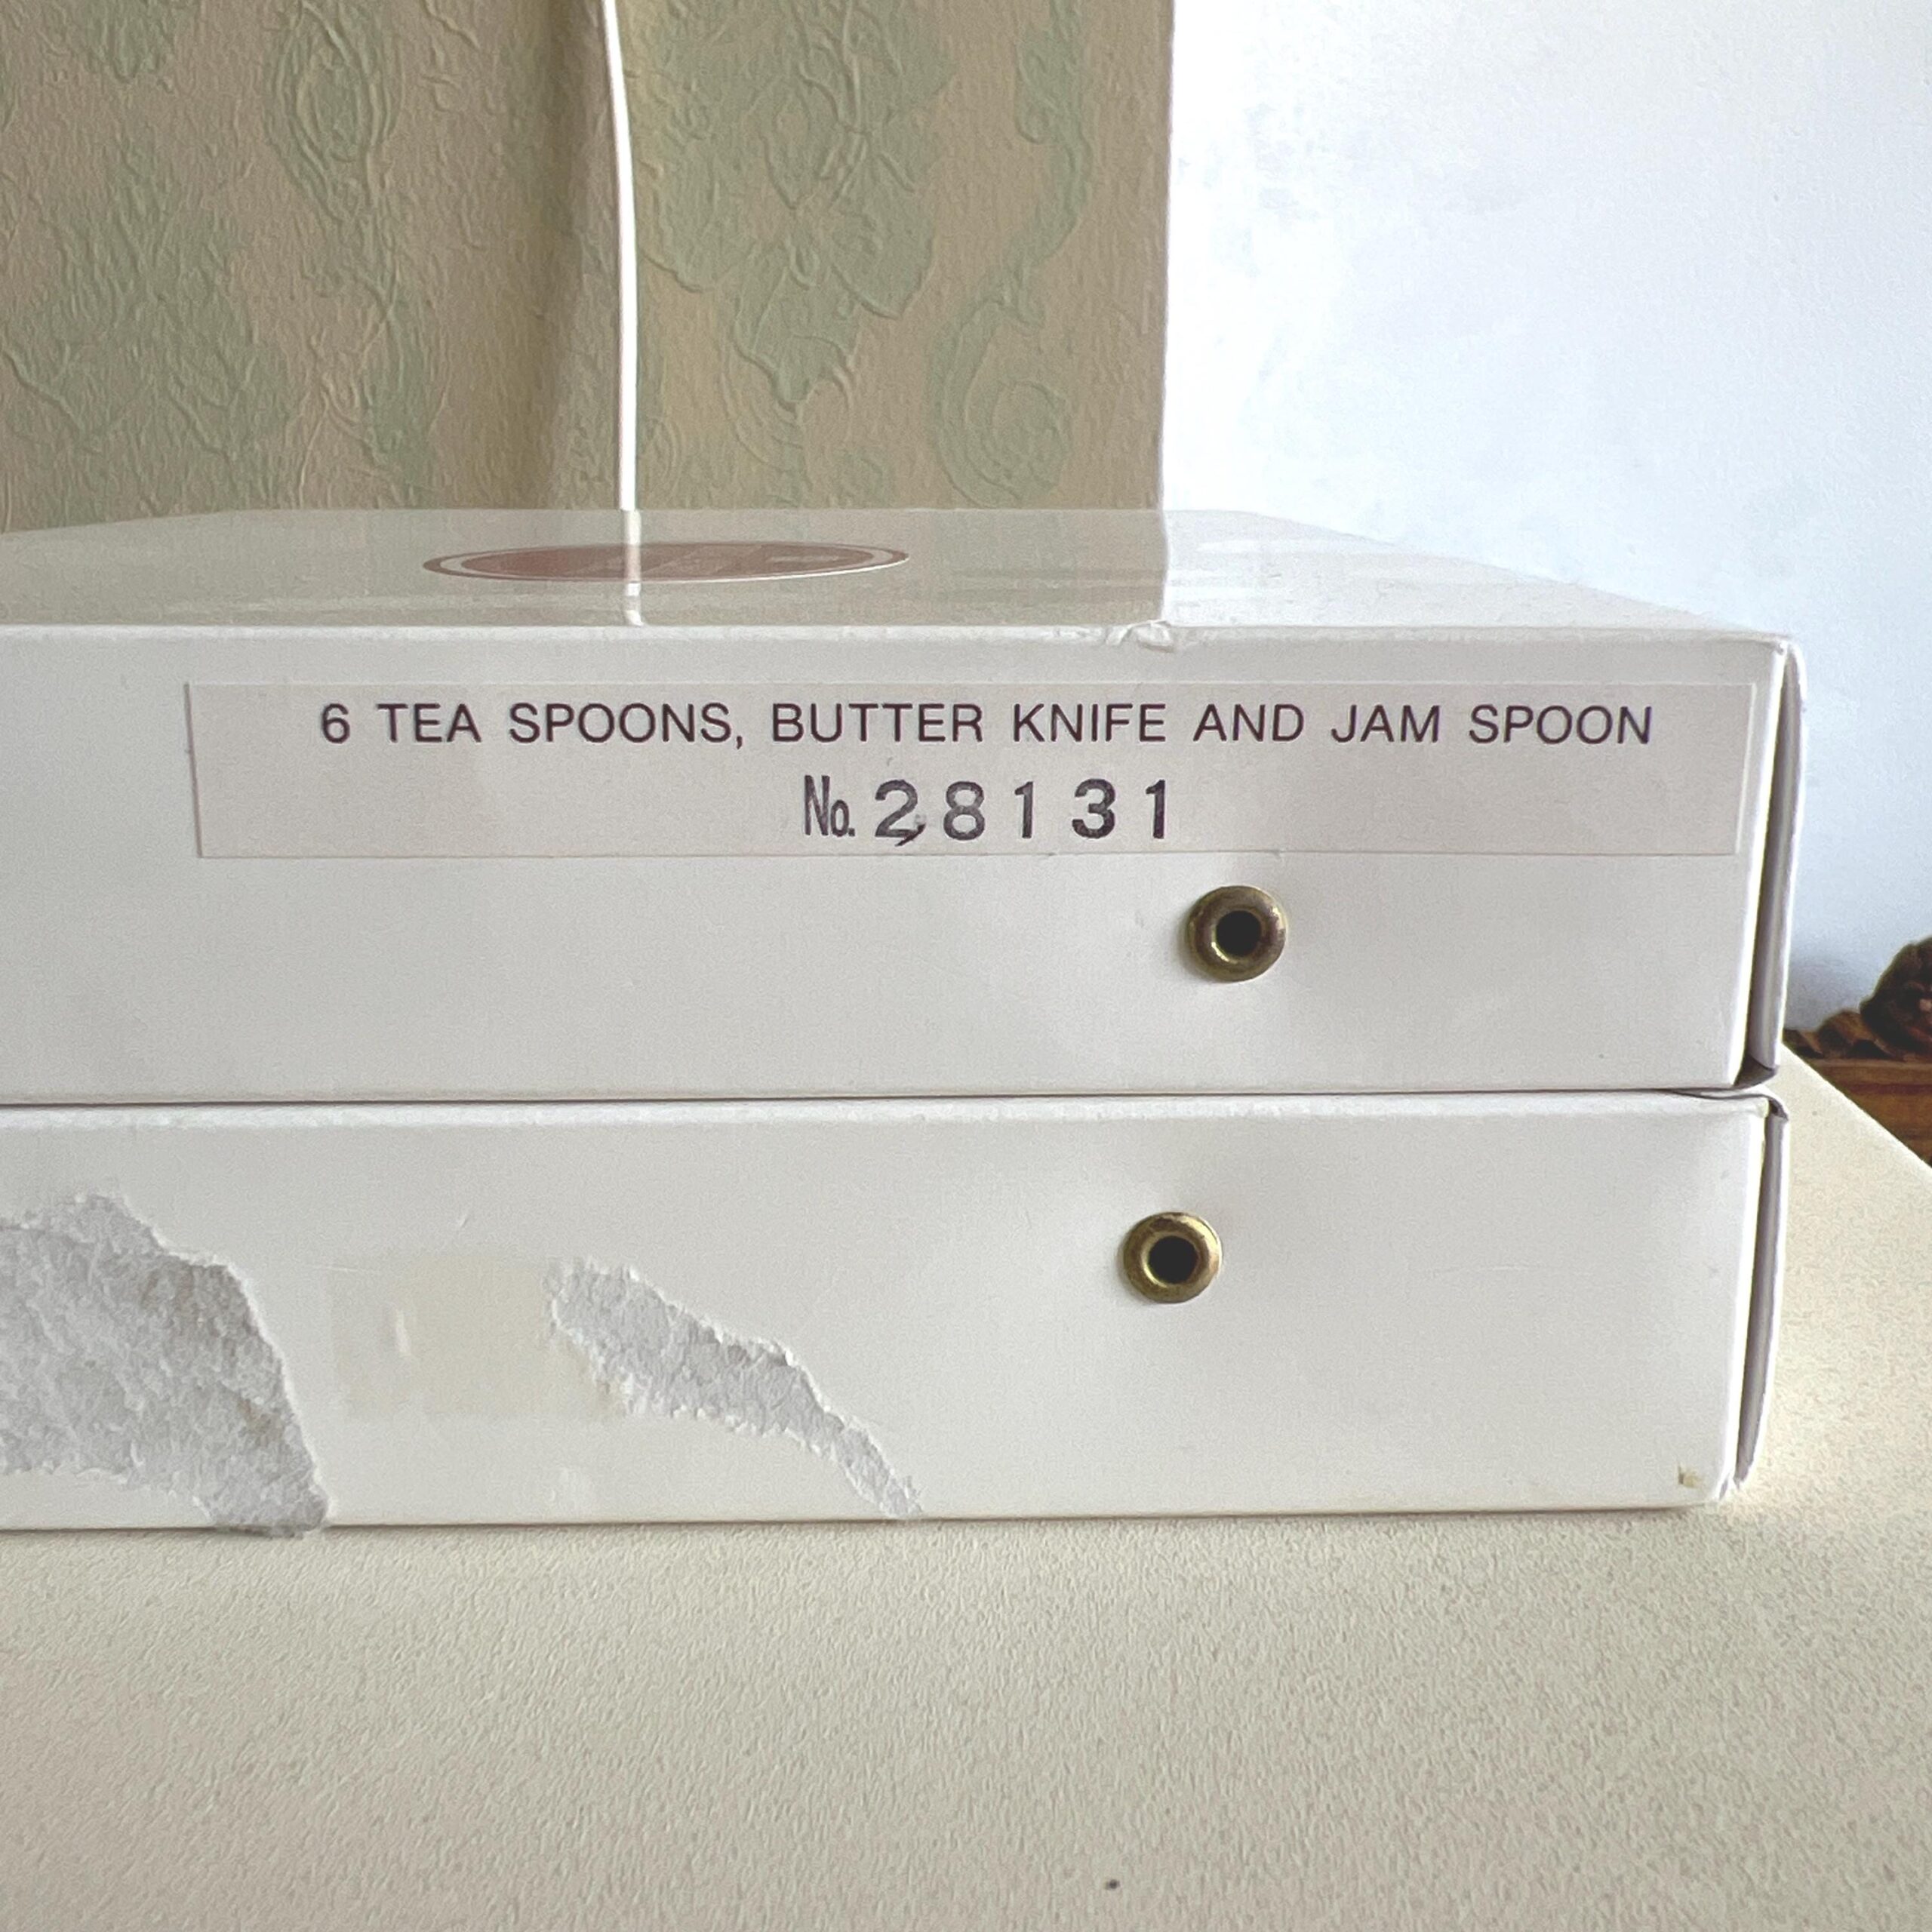 6 TEA SPOONS, BUTTER KNIFE AND JAM SPOON
No. 28131